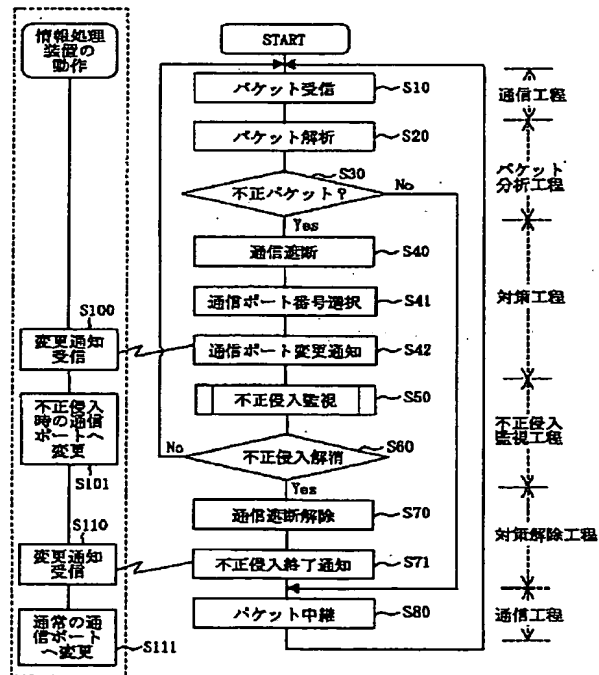 情報処理
装置の
動作
START
パケット受信
S10
通信工程
パケット解析
S20
S30
不正パケット?
No
Yes
パケット
分析工程
通信遮断
S40
通信ポート番号選択
S41
対策工程
S100
変更通知
受信
通信ポート変更通知
S42
不正侵入監視
S50
不正侵入
時の通信
ポートへ
変更
S101
不正侵入
監視工程
No
S60
不正侵入解消
Yes
通信遮断解除
S70
対策解除工程
S110
変更通知
受信
不正侵入終了通知
S71
通常の通
信ポート
へ変更
S111
パケット中継
S80
通信工程